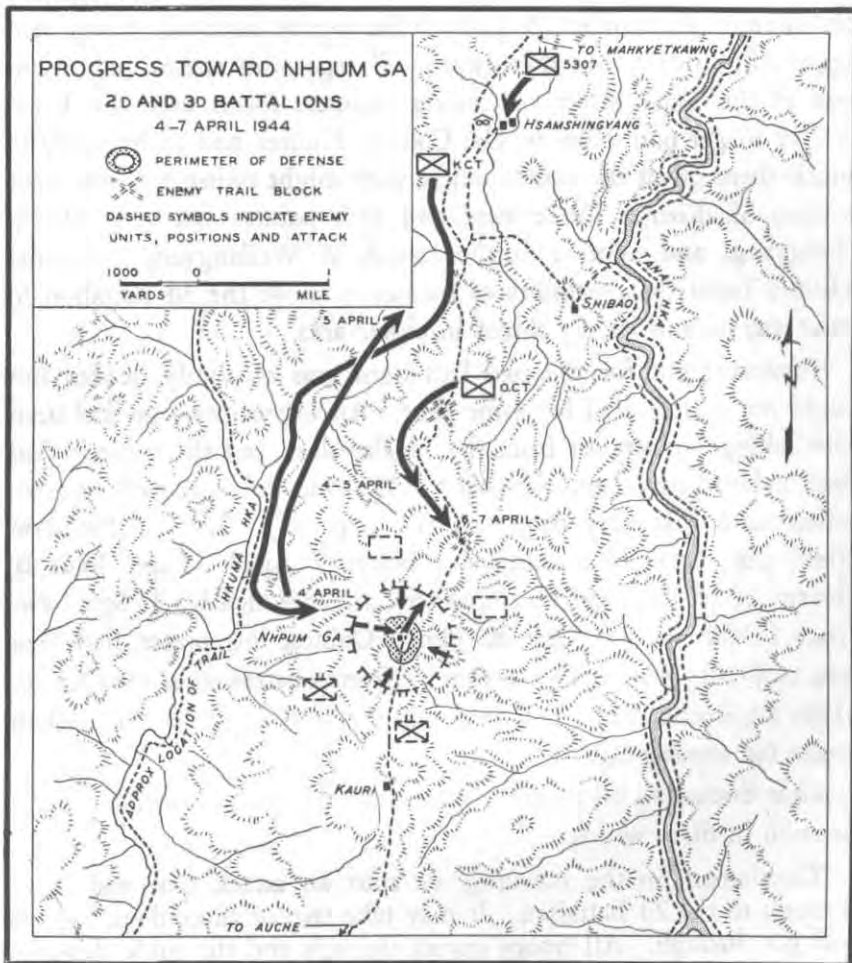 PROGRESS TOWARD NHPUM GA
2D AND 3D BATTALIONS
4-7 APRIL 1944
PERIMETER OF DEFENSE
ENEMY TRAIL BLOCK
DASHED SYMBOLS INDICATE ENEMY
UNITS, POSITIONS AND ATTACK
1000
YARDS
1
MILE
TO MAHKYETKAWNG
5307
HSAMSHINGYANG
KCT
TANAI
SHIBAO
5 APRIL
OCT
N
4-5 APRIL
6-7 APRIL
HKUMA HKA
4 APRIL
NHPUM GA
APPROX LOCATION OF TRAIL
KAURI
TO AUCHE